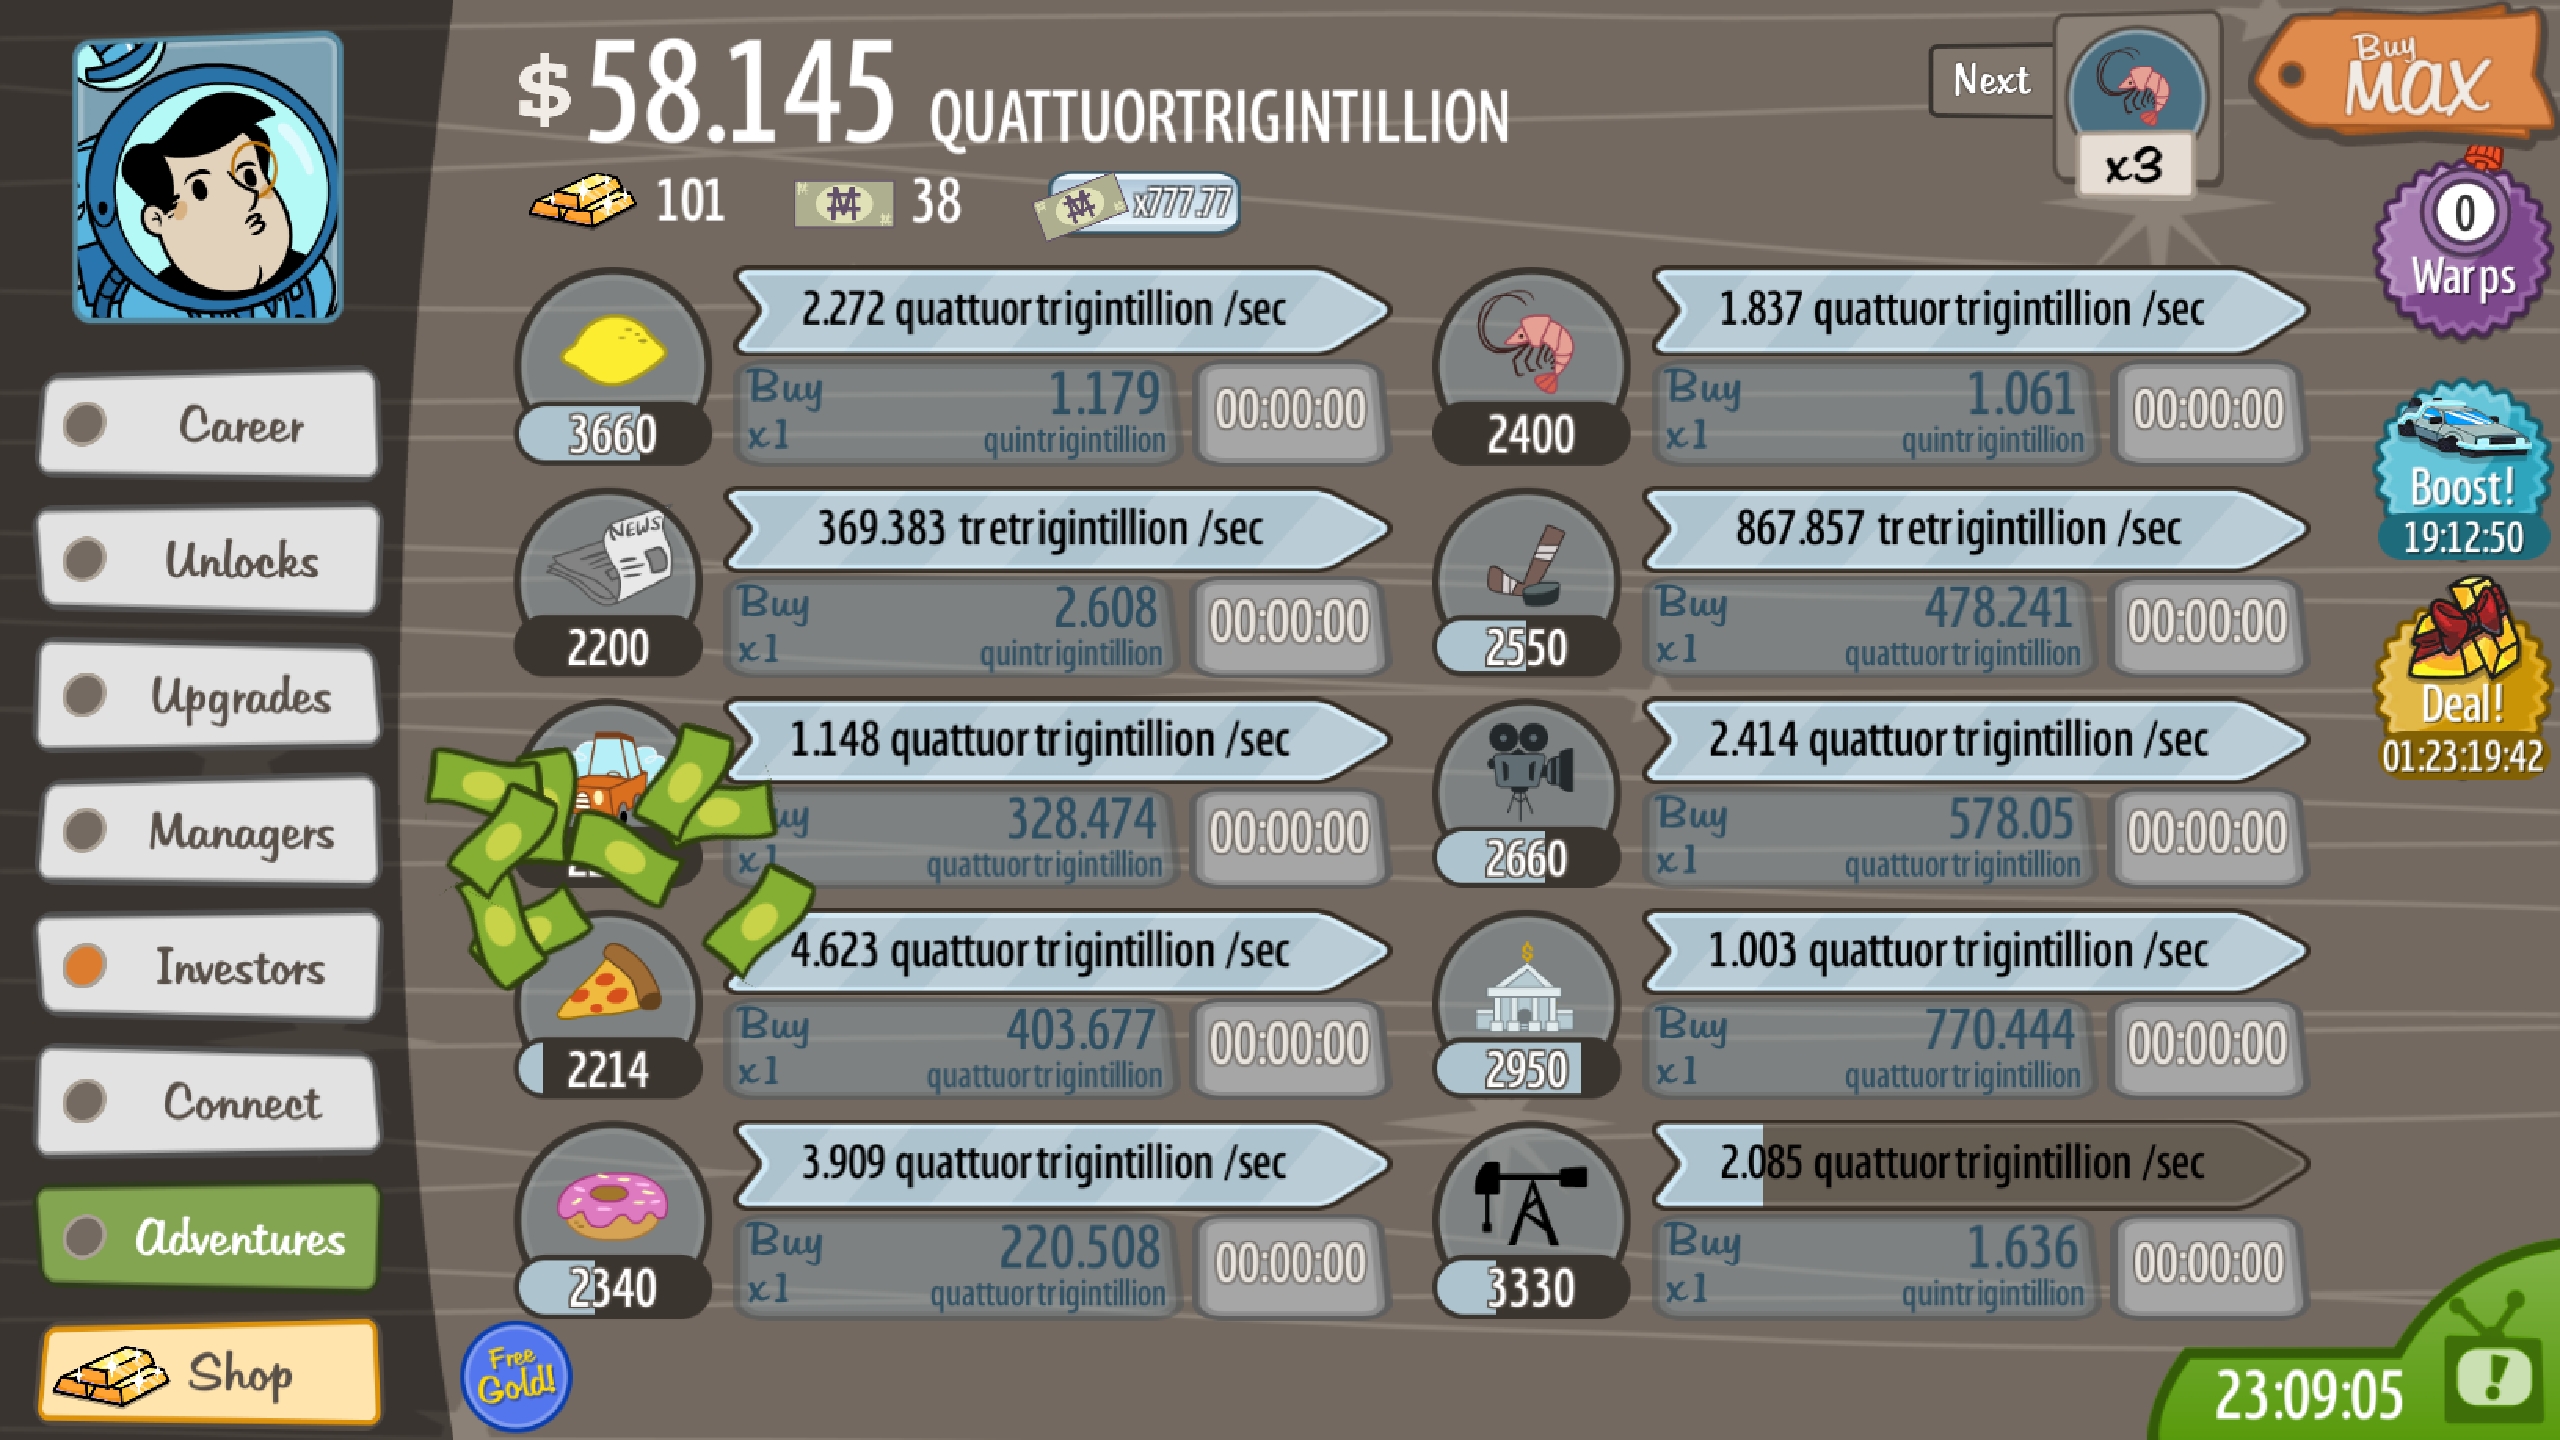 $58.145 QUATTUORTRIGINTILLION
101
38
x777.77
Next
x3
Buy
MAX
0
Warps
Boost!
19:12:50
Deal!
01:23:19:42
Career
Unlocks
Upgrades
Managers
Investors
Connect
Adventures
Shop
2.272 quattuortrigintillion /sec
3660
Buy
x1
1.179
quintrigintillion
00:00:00
1.837 quattuortrigintillion /sec
2400
Buy
x1
1.061
quintrigintillion
00:00:00
NEWS
369.383 tretrigintillion /sec
2200
Buy
x1
2.608
quintrigintillion
00:00:00
867.857 tretrigintillion /sec
2550
Buy
x1
478.241
quattuortrigintillion
00:00:00
1.148 quattuortrigintillion /sec
x1
328.474
quattuortrigintillion
00:00:00
2.414 quattuortrigintillion /sec
2660
Buy
x1
578.05
quattuortrigintillion
00:00:00
4.623 quattuortrigintillion /sec
2214
Buy
x1
403.677
quattuortrigintillion
00:00:00
$
1.003 quattuortrigintillion /sec
2950
Buy
x1
770.444
quattuortrigintillion
00:00:00
3.909 quattuortrigintillion /sec
2340
Buy
x1
220.508
quattuortrigintillion
00:00:00
2.085 quattuortrigintillion /sec
3330
Buy
x1
1.636
quintrigintillion
00:00:00
Free
Gold!
23:09:05
!